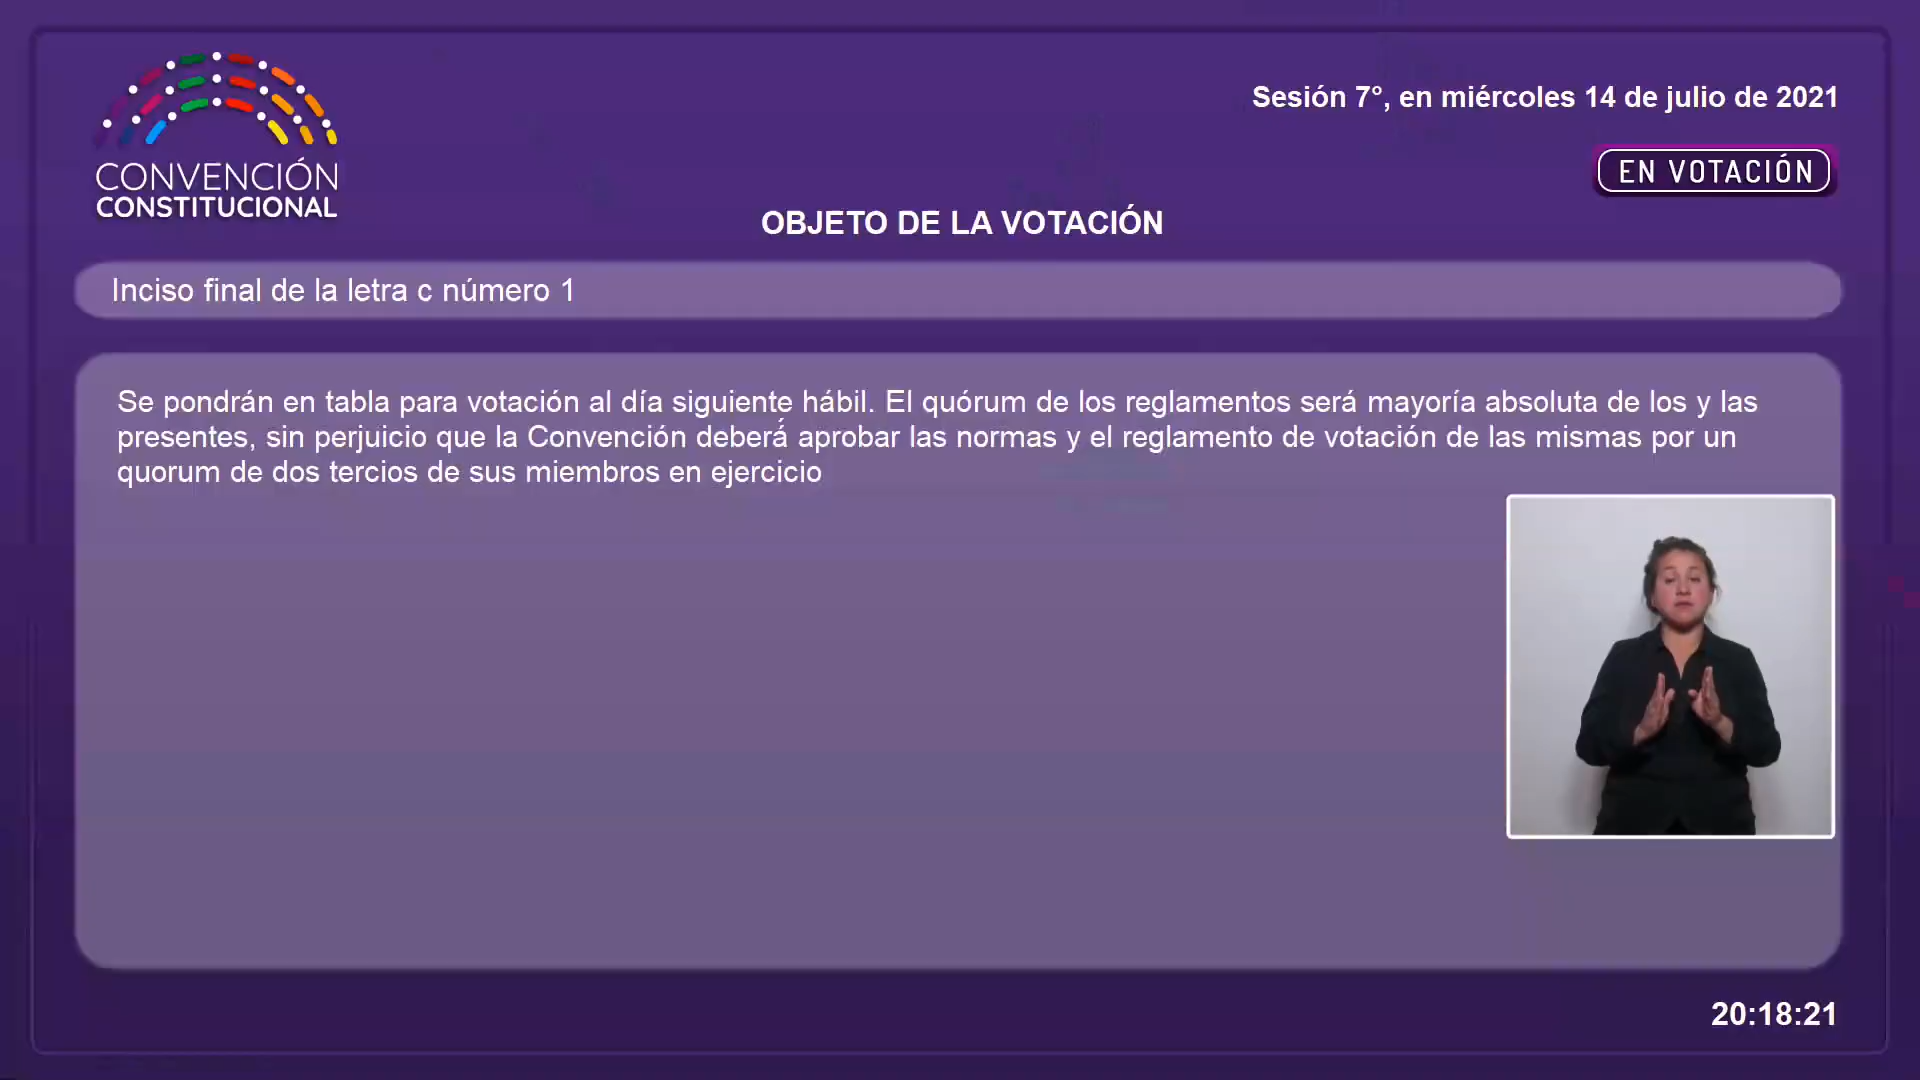 CONVENCIÓN
CONSTITUCIONAL
Sesión 7°, en miércoles 14 de julio de 2021
EN VOTACIÓN
OBJETO DE LA VOTACIÓN
Inciso final de la letra c número 1
Se pondrán en tabla para votación al día siguiente hábil. El quórum de los reglamentos será mayoría absoluta de los y las
presentes, sin perjuicio que la Convención deberá aprobar las normas y el reglamento de votación de las mismas por un
quorum de dos tercios de sus miembros en ejercicio
20:18:21